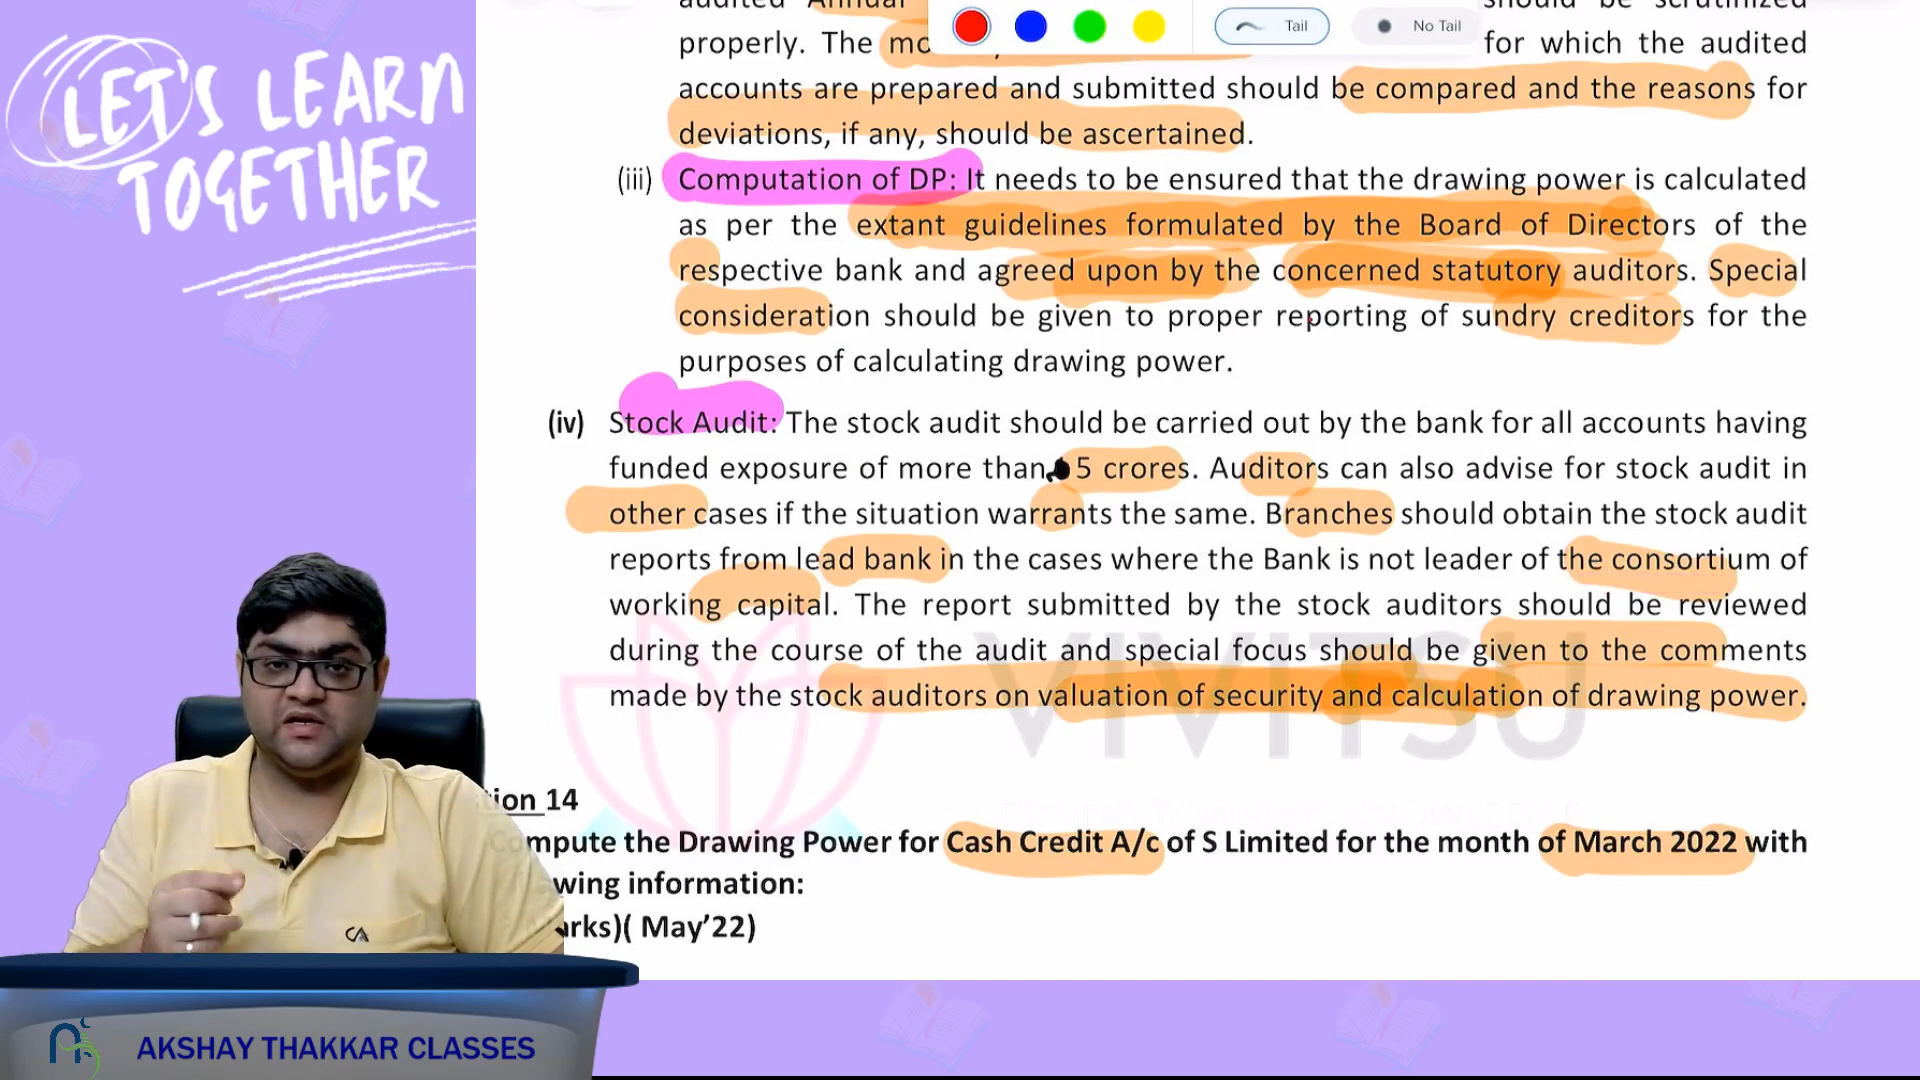 LET'S LEARN
TOGETHER
audited Annual should be scrutinized
Tail
No Tail
properly. The for which the audited
accounts are prepared and submitted should be compared and the reasons for
deviations, if any, should be ascertained.
(iii) Computation of DP: It needs to be ensured that the drawing power is calculated
as per the extant guidelines formulated by the Board of Directors of the
respective bank and agreed upon by the concerned statutory auditors. Special
consideration should be given to proper reporting of sundry creditors for the
purposes of calculating drawing power.
(iv) Stock Audit: The stock audit should be carried out by the bank for all accounts having
funded exposure of more than 5 crores. Auditors can also advise for stock audit in
other cases if the situation warrants the same. Branches should obtain the stock audit
reports from lead bank in the cases where the Bank is not leader of the consortium of
working capital. The report submitted by the stock auditors should be reviewed
during the course of the audit and special focus should be given to the comments
made by the stock auditors on valuation of security and calculation of drawing power.
VIVITSU
tion 14
ompute the Drawing Power for Cash Credit A/c of S Limited for the month of March 2022 with
wing information:
arks)( May'22)
CA
AKSHAY THAKKAR CLASSES